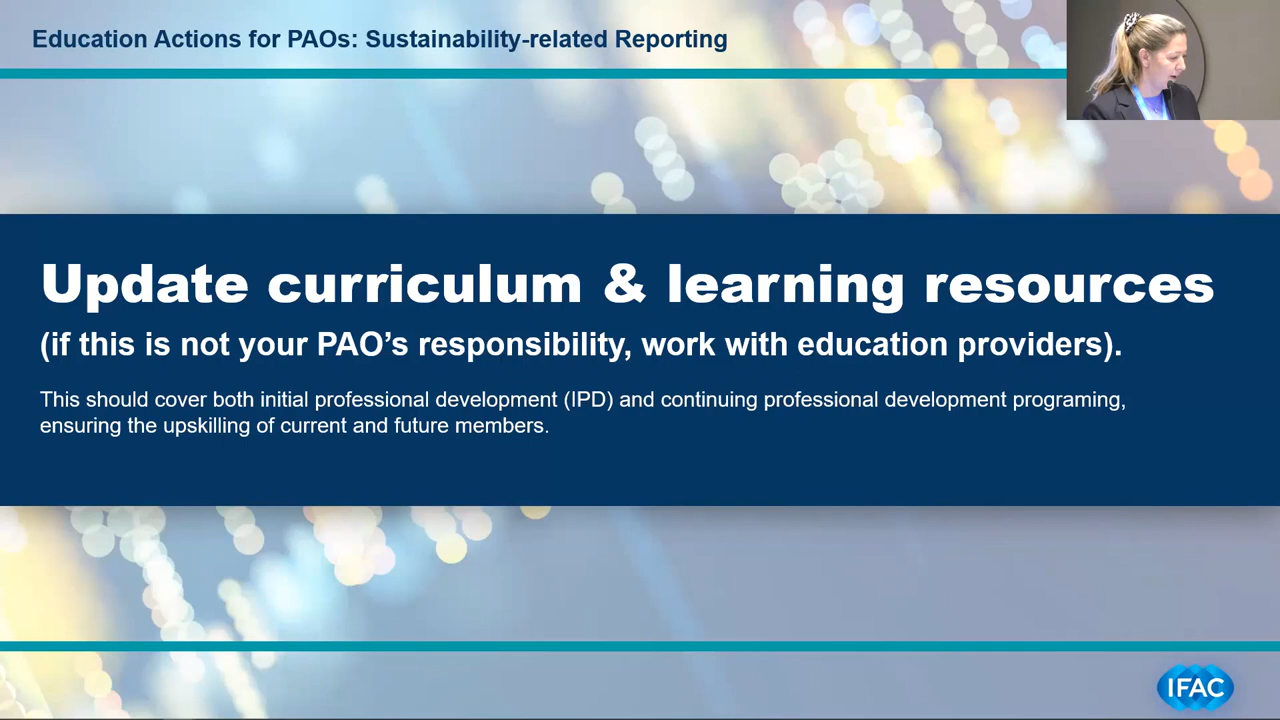 Education Actions for PAOs: Sustainability-related Reporting
Update curriculum & learning resources
(if this is not your PAO’s responsibility, work with education providers).
This should cover both initial professional development (IPD) and continuing professional development programing,
ensuring the upskilling of current and future members.
IFAC